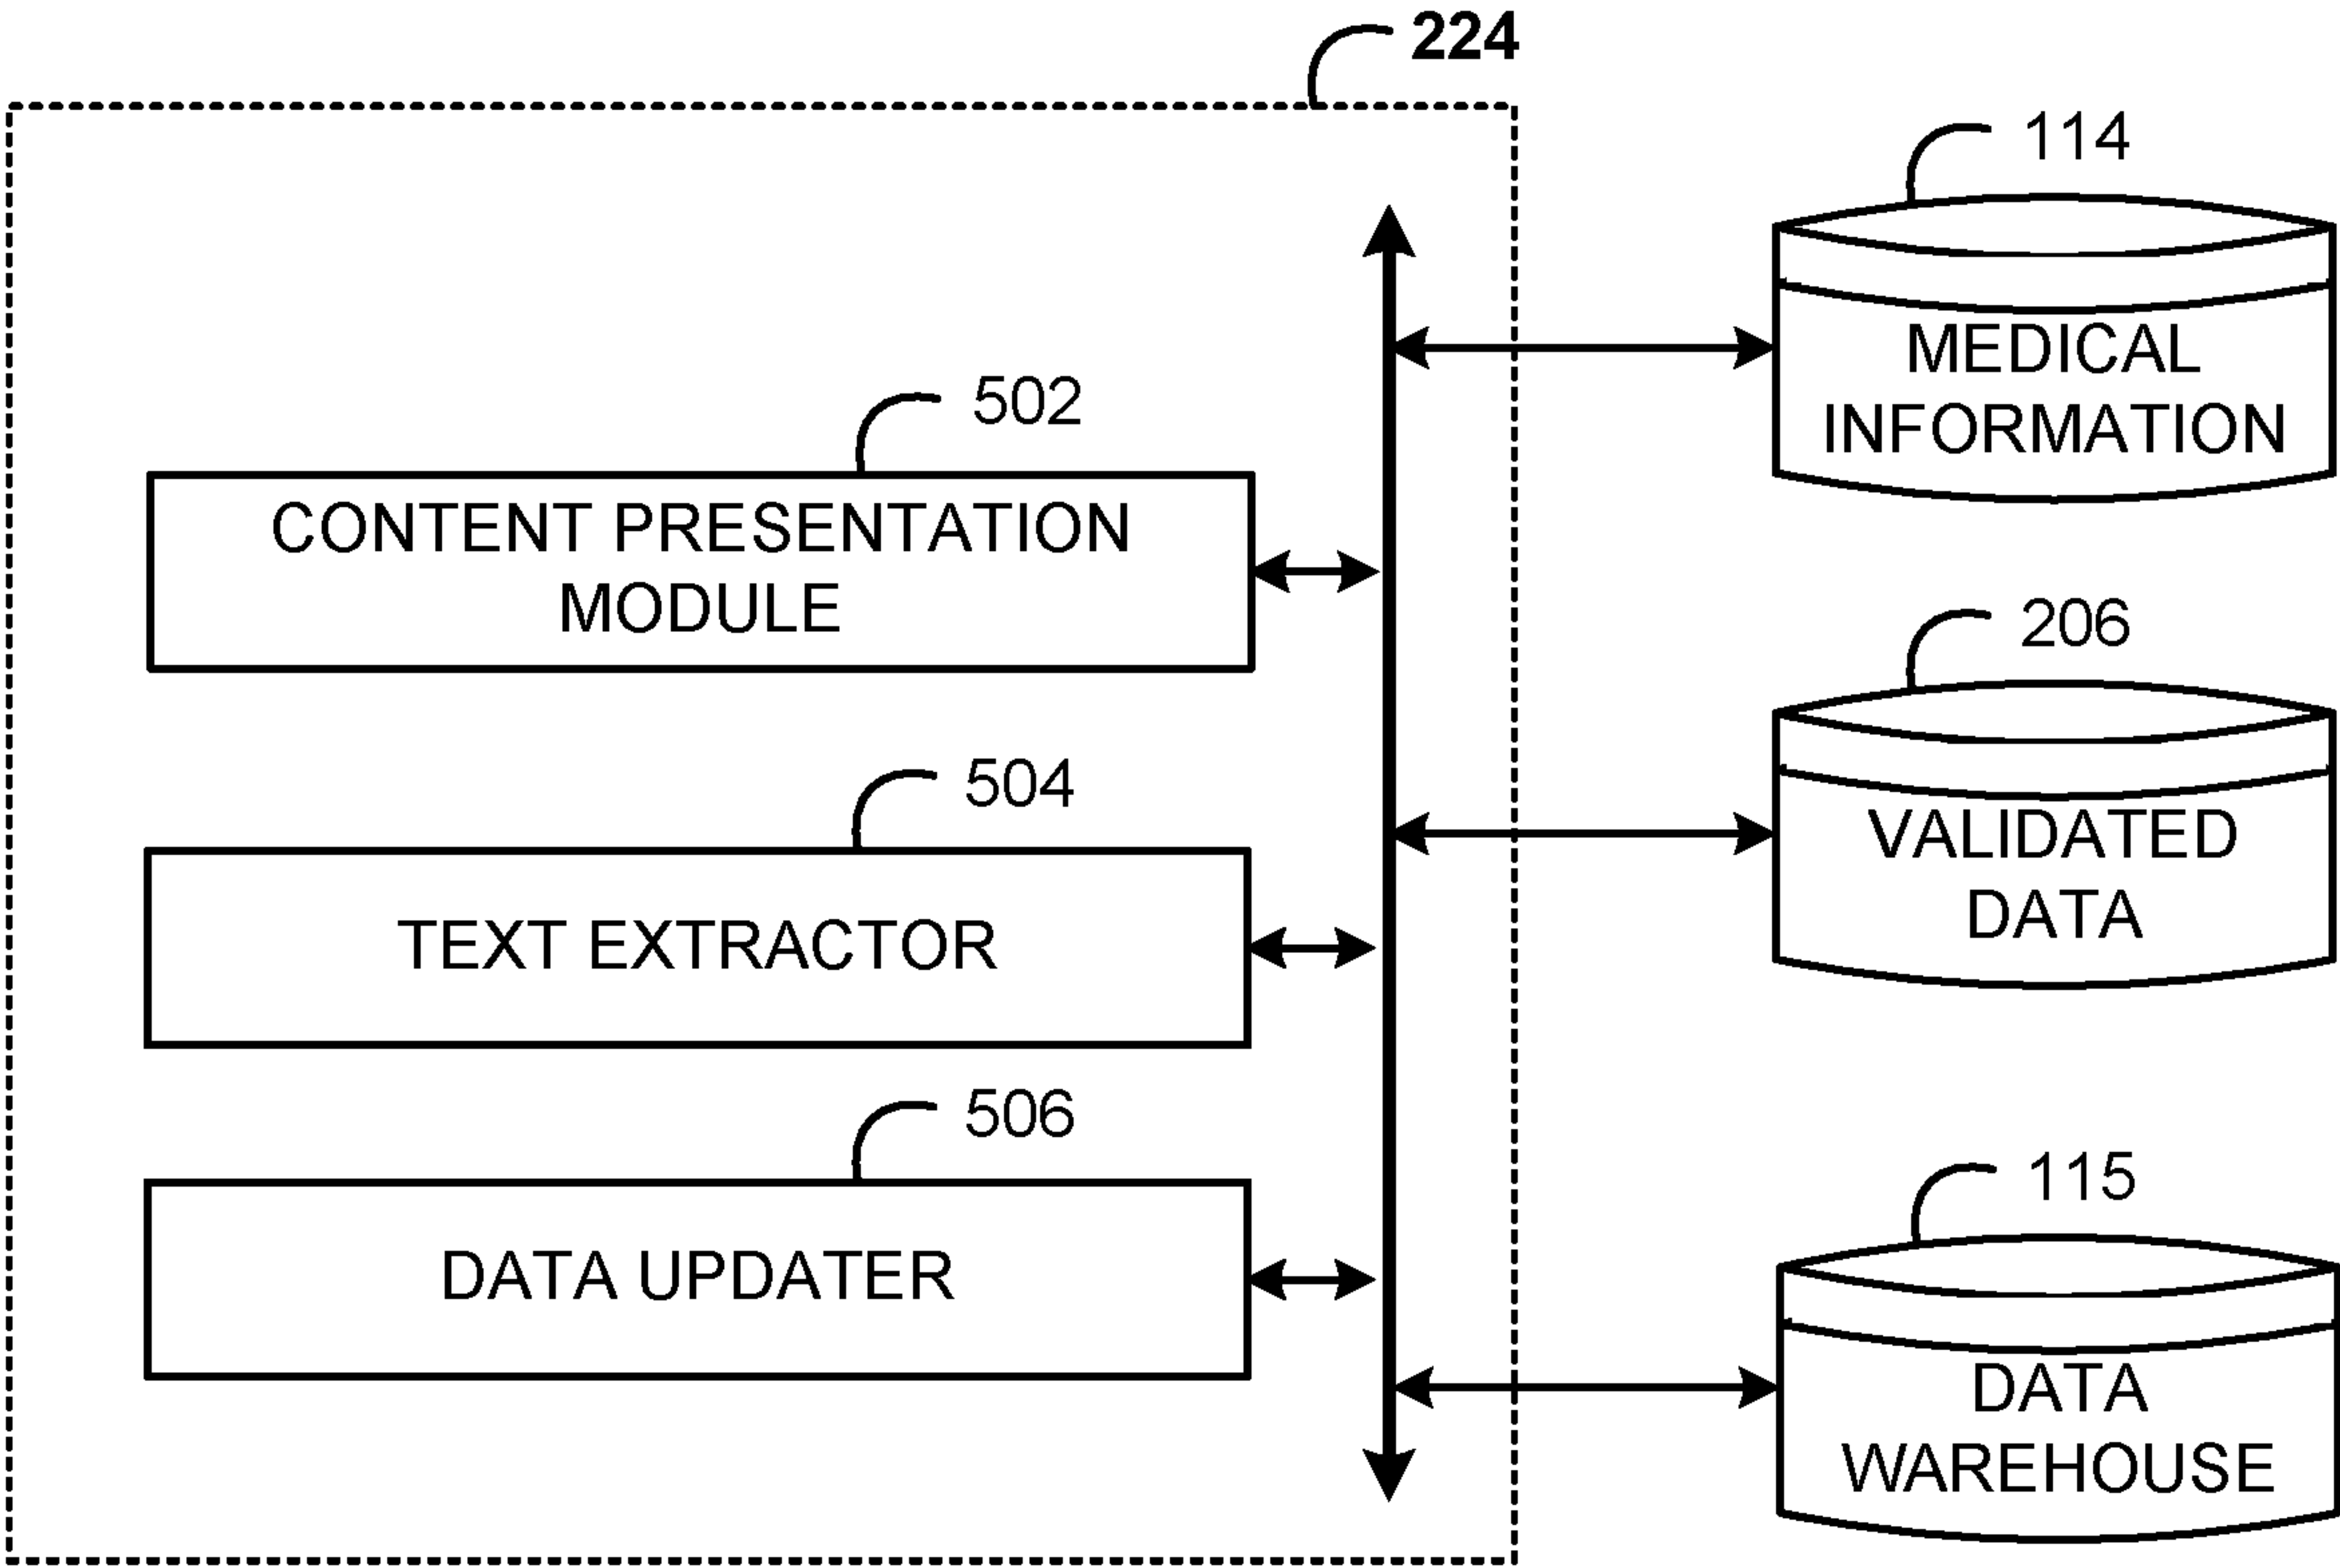 224
502
CONTENT PRESENTATION
MODULE
504
TEXT EXTRACTOR
506
DATA UPDATER
114
MEDICAL
INFORMATION
206
VALIDATED
DATA
115
DATA
WAREHOUSE